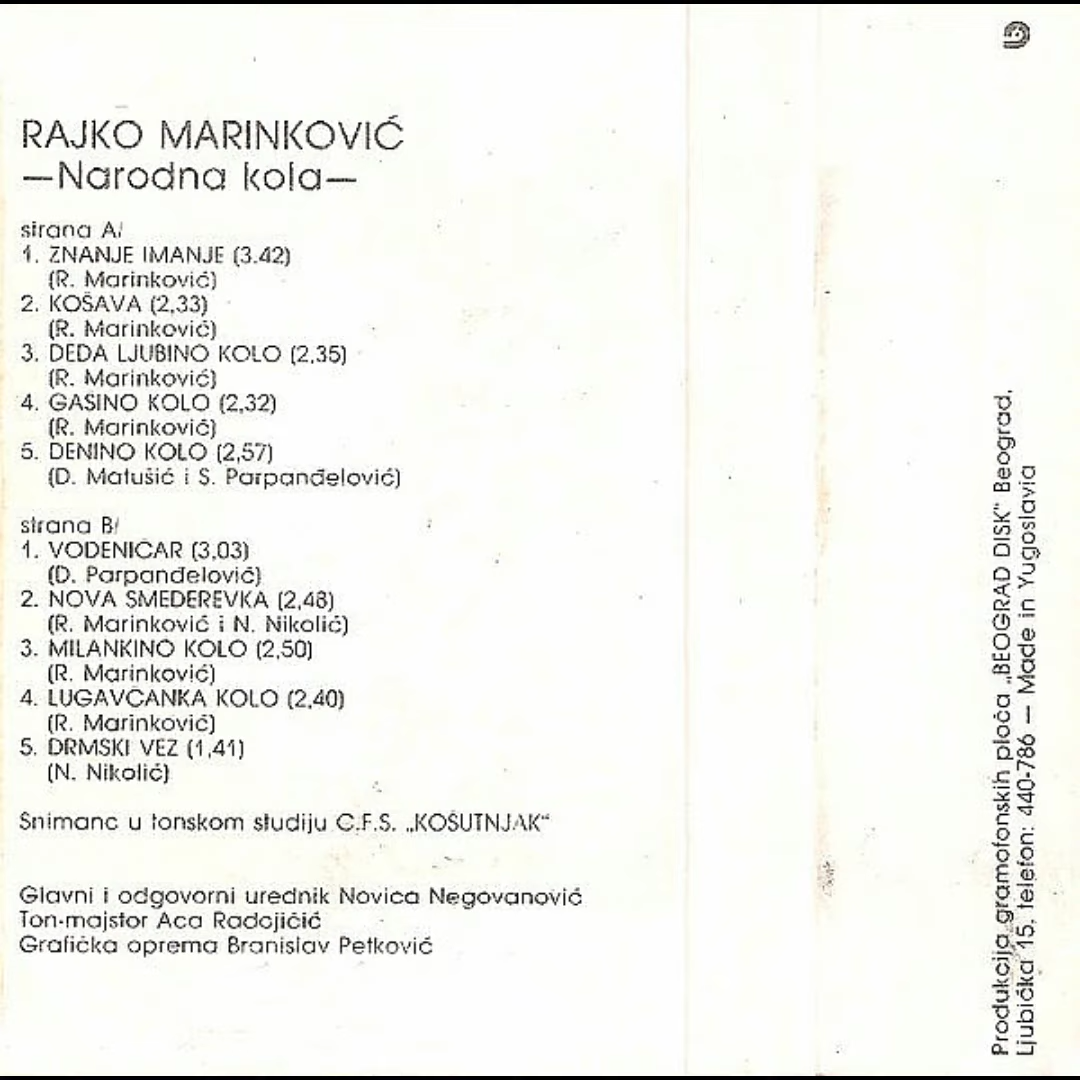 RAJKO MARINKOVIĆ
—Narodna kola—
strana A/
1. ZNANJE IMANJE (3.42)
(R. Marinković)
2. KOŠAVA (2,33)
(R. Marinković)
3. DEDA LJUBINO KOLO (2,35)
(R. Marinković)
4. GAŠINO KOLO (2,32)
(R. Marinković)
5. DENINO KOLO (2,57)
(D. Matušić i S. Parpanđelović)
strana B/
1. VODENIČAR (3,03)
(D. Parpanđelović)
2. NOVA SMEDEREVKA (2,48)
(R. Marinković i N. Nikolić)
3. MILANKINO KOLO (2,50)
(R. Marinković)
4. LUGAVČANKA KOLO (2,40)
(R. Marinković)
5. DRMSKI VEZ (1,41)
(N. Nikolić)
Snimano u tonskom studiju C.F.S. „KOŠUTNJAK“
Glavni i odgovorni urednik Novica Negovanović
Ton-majstor Aca Radojičić
Grafička oprema Branislav Petković
Produkcija gramofonskih ploča „BEOGRAD DISK“ Beograd,
Ljubićka 15, telefon: 440-786 — Made in Yugoslavia